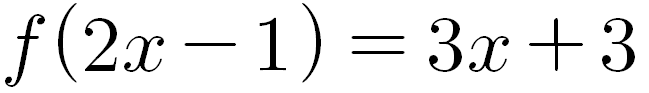 f(2x − 1) = 3x + 3